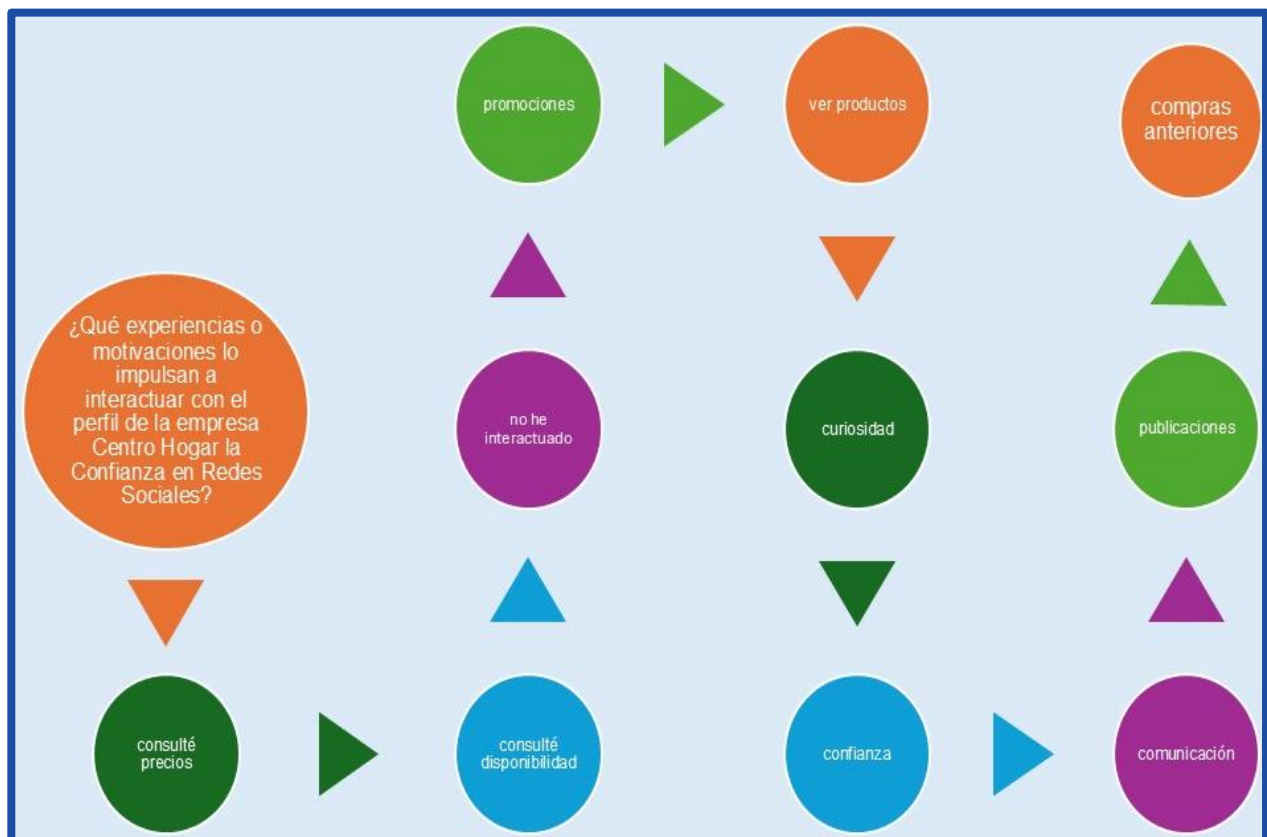 ¿Qué experiencias o
motivaciones lo
impulsan a
interactuar con el
perfil de la empresa
Centro Hogar la
Confianza en Redes
Sociales?
consulté
precios
consulté
disponibilidad
no he
interactuado
promociones
ver productos
curiosidad
confianza
comunicación
publicaciones
compras
anteriores